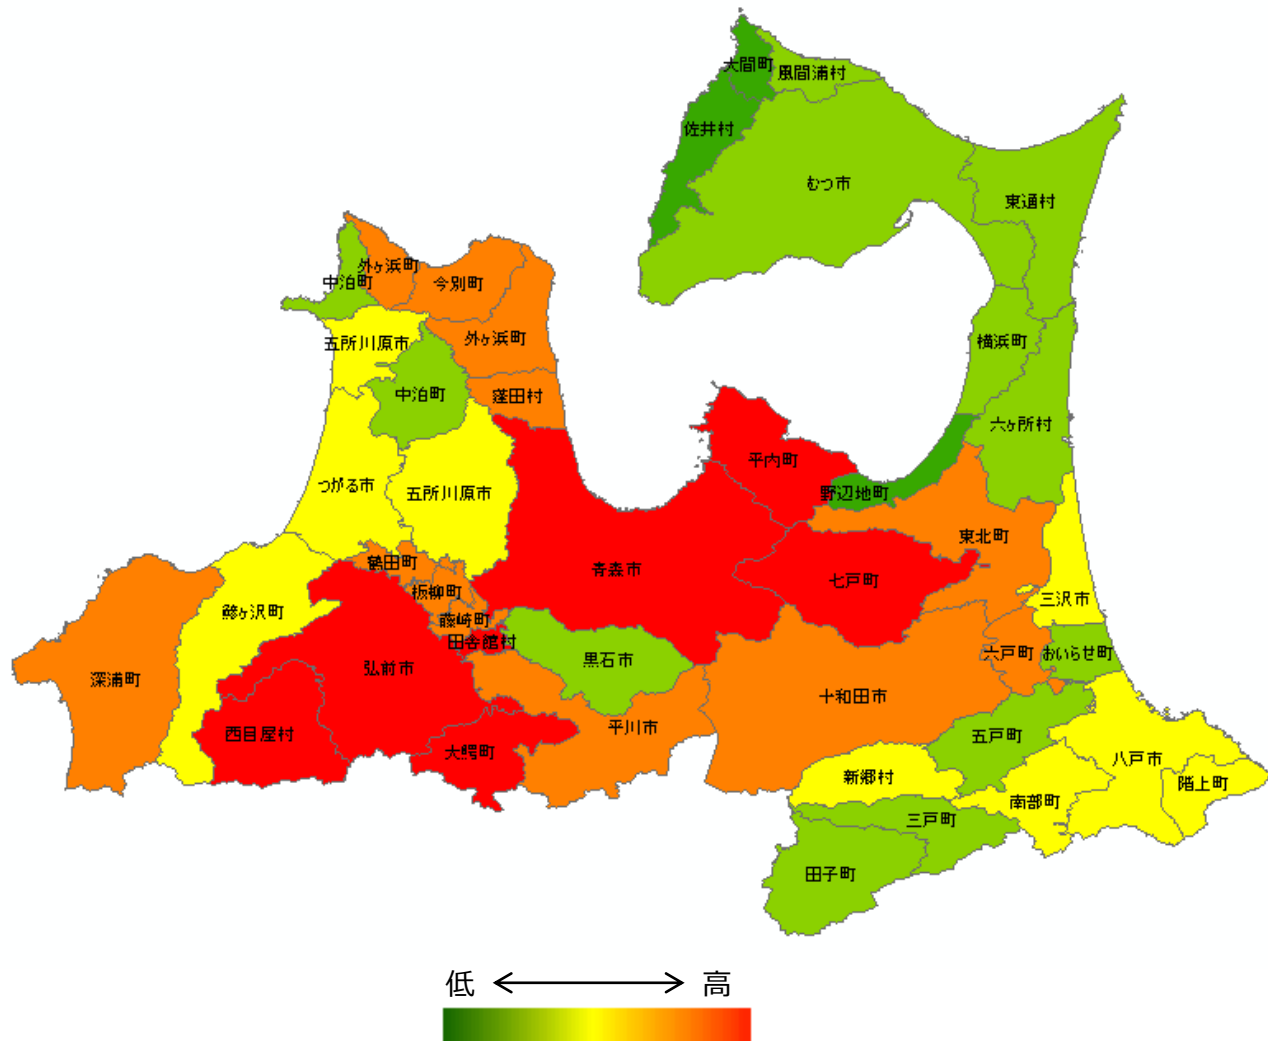 大間町
風間浦村
佐井村
むつ市
東通村
外ヶ浜町
中泊町
今別町
五所川原市
外ヶ浜町
横浜町
中泊町
蓬田村
六ヶ所村
平内町
つがる市
五所川原市
野辺地町
東北町
鶴田町
青森市
七戸町
板柳町
三沢市
鰺ヶ沢町
藤崎町
田舎館村
六戸町
おいらせ町
黒石市
弘前市
深浦町
十和田市
平川市
西目屋村
五戸町
大鰐町
八戸市
新郷村
階上町
南部町
三戸町
田子町
低
高